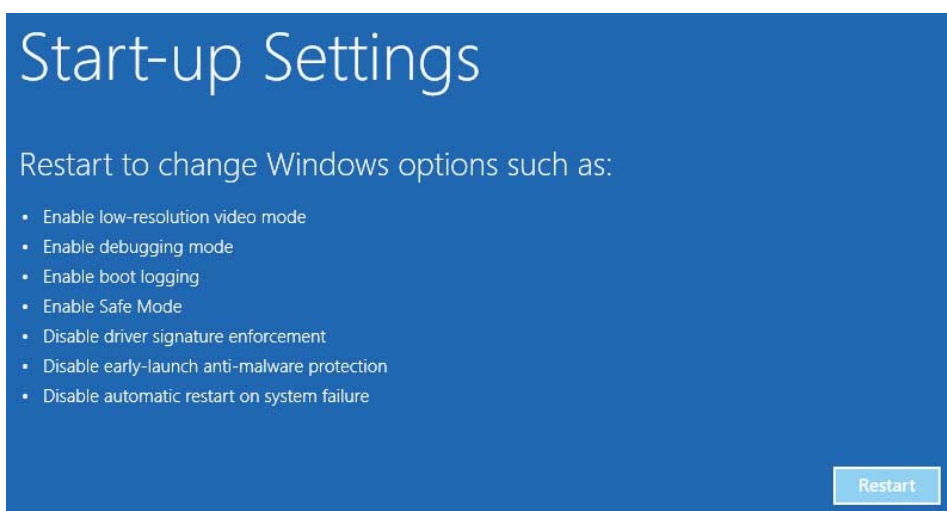 Start-up Settings
Restart to change Windows options such as:
• Enable low-resolution video mode
• Enable debugging mode
• Enable boot logging
• Enable Safe Mode
• Disable driver signature enforcement
• Disable early-launch anti-malware protection
• Disable automatic restart on system failure
Restart